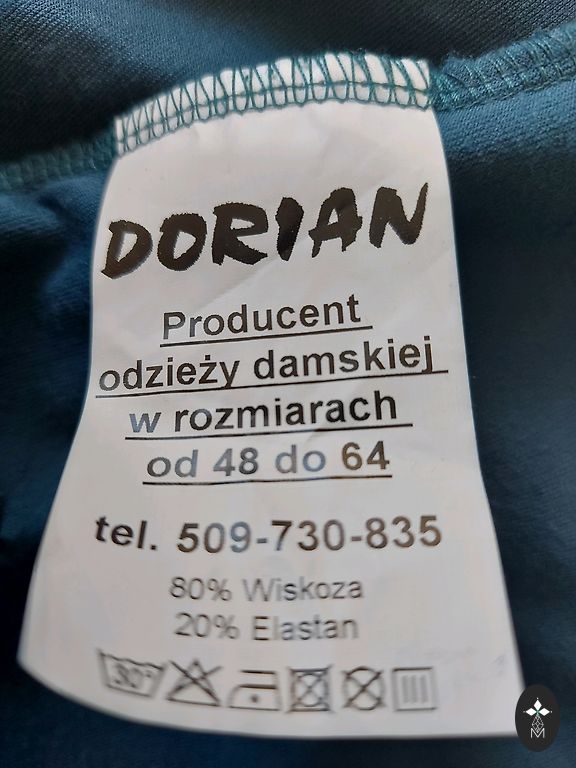 DORIAN
Producent
odzieży damskiej
w rozmiarach
od 48 do 64
tel. 509-730-835
80% Wiskoza
20% Elastan
30°
M